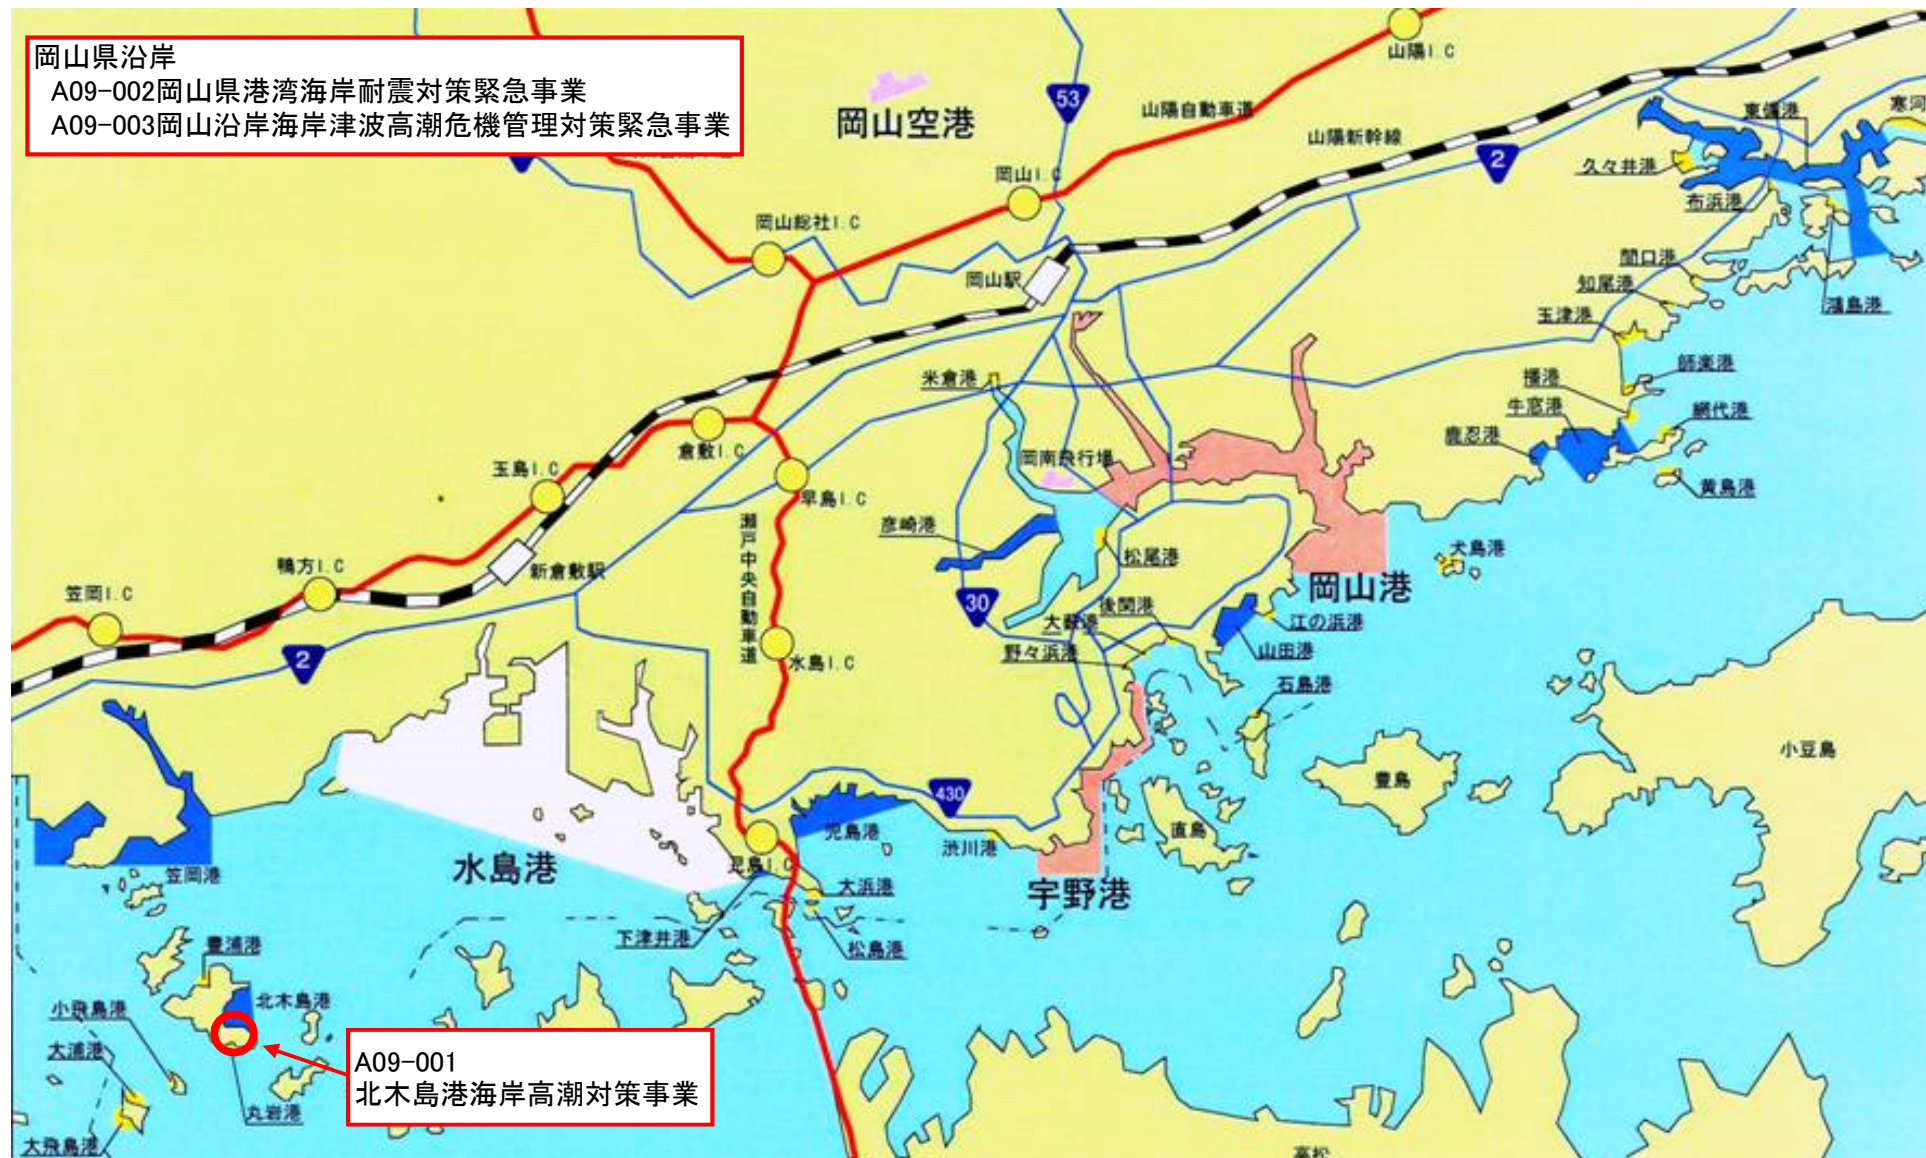 岡山県沿岸
A09-002岡山県港湾海岸耐震対策緊急事業
A09-003岡山沿岸海岸津波高潮危機管理対策緊急事業
山陽I.C
53
岡山空港
山陽自動車道
山陽新幹線
2
東備港
寒河
久々井港
布浜港
岡山I.C
岡山総社I.C
岡山駅
間口港
知尾港
鴻島港
玉津港
師楽港
米倉港
播港
牛窓港
網代港
鹿忍港
倉敷I.C
岡南飛行場
玉島I.C
早島I.C
黄島港
瀬戸中央自動車道
彦崎港
松尾港
犬島港
鴨方I.C
新倉敷駅
笠岡I.C
30
後閑港
岡山港
大藪港
江の浜港
野々浜港
山田港
2
水島I.C
石島港
小豆島
豊島
430
直島
児島港
渋川港
水島港
児島I.C
笠岡港
大浜港
宇野港
下津井港
松島港
豊浦港
北木島港
小飛島港
大浦港
A09-001
北木島港海岸高潮対策事業
丸岩港
大飛島港
高松